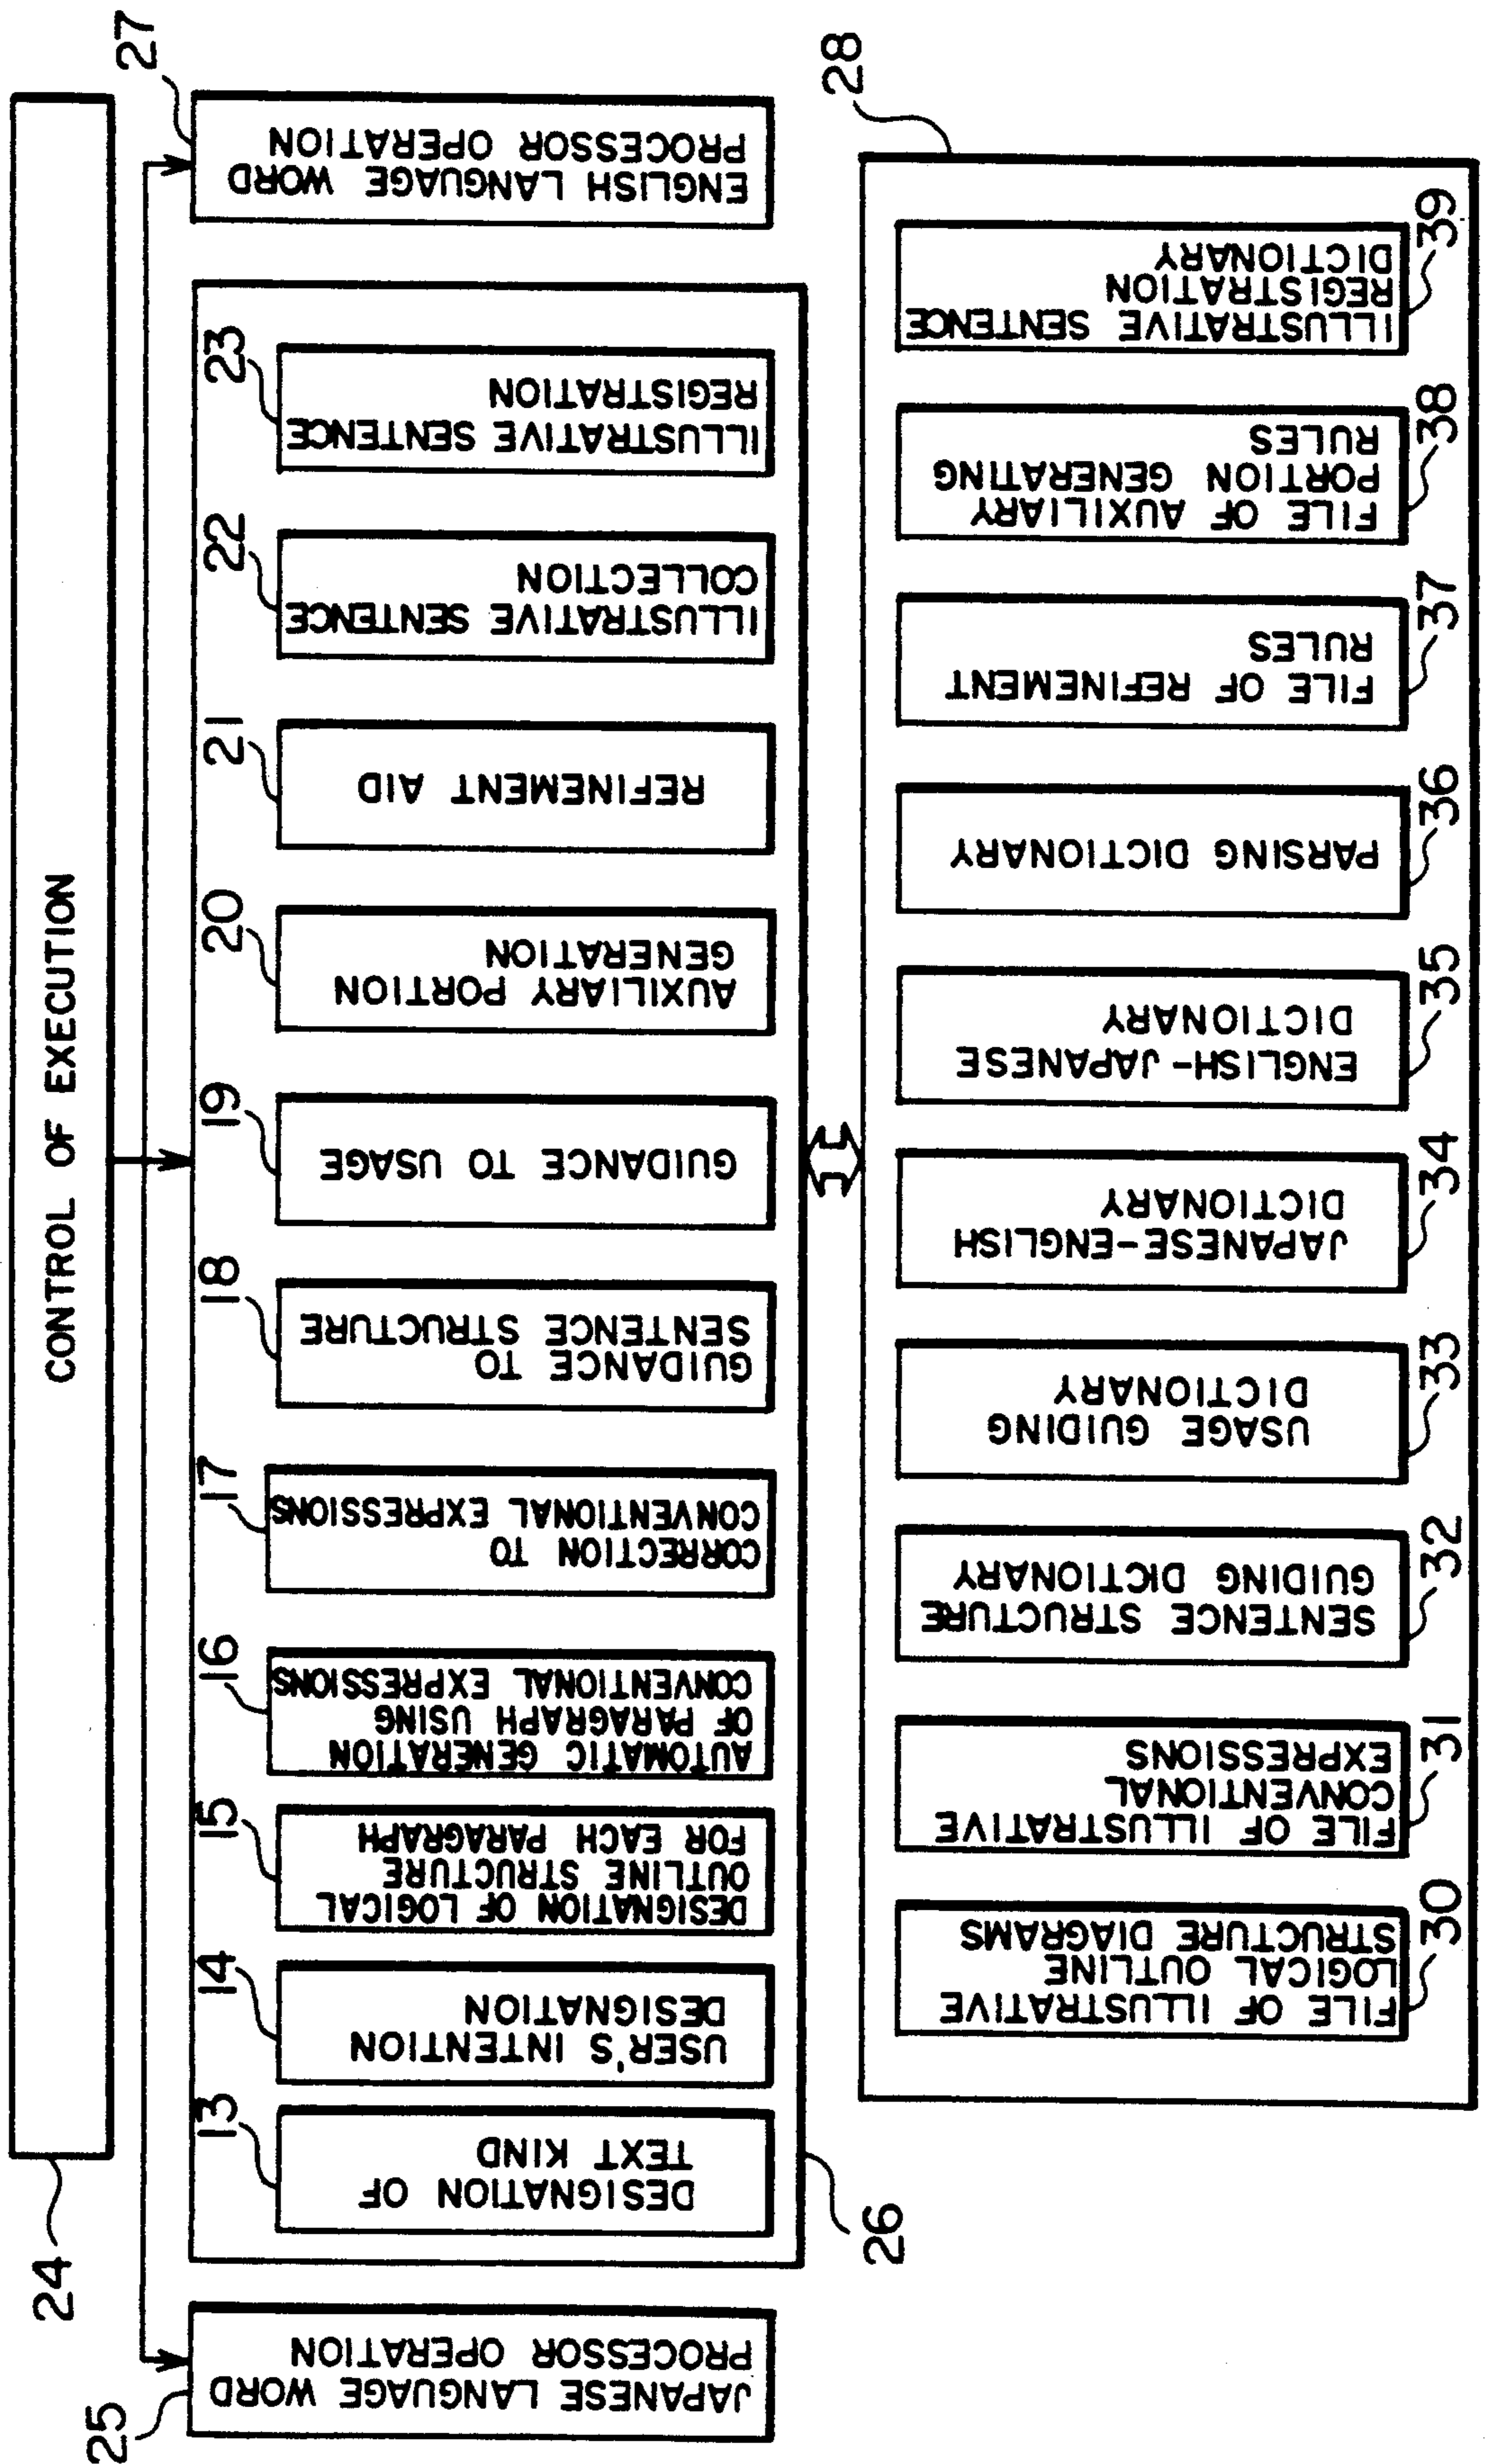 CONTROL OF EXECUTION
24
25
JAPANESE LANGUAGE WORD
PROCESSOR OPERATION
26
13
DESIGNATION OF
TEXT KIND
14
USER'S INTENTION
DESIGNATION
15
DESIGNATION OF LOGICAL
OUTLINE STRUCTURE
FOR EACH PARAGRAPH
16
AUTOMATIC GENERATION
OF PARAGRAPH USING
CONVENTIONAL EXPRESSIONS
17
CORRECTION TO
CONVENTIONAL EXPRESSIONS
18
GUIDANCE TO
SENTENCE STRUCTURE
19
GUIDANCE TO USAGE
20
AUXILIARY PORTION
GENERATION
21
REFINEMENT AID
22
ILLUSTRATIVE SENTENCE
COLLECTION
23
ILLUSTRATIVE SENTENCE
REGISTRATION
27
ENGLISH LANGUAGE WORD
PROCESSOR OPERATION
28
FILE OF ILLUSTRATIVE
LOGICAL OUTLINE
STRUCTURE DIAGRAMS
30
FILE OF ILLUSTRATIVE
CONVENTIONAL
EXPRESSIONS
31
SENTENCE STRUCTURE
GUIDING DICTIONARY
32
USAGE GUIDING
DICTIONARY
33
JAPANESE-ENGLISH
DICTIONARY
34
ENGLISH-JAPANESE
DICTIONARY
35
PARSING DICTIONARY
36
FILE OF REFINEMENT
RULES
37
FILE OF AUXILIARY
PORTION GENERATING
RULES
38
ILLUSTRATIVE SENTENCE
REGISTRATION
DICTIONARY
39